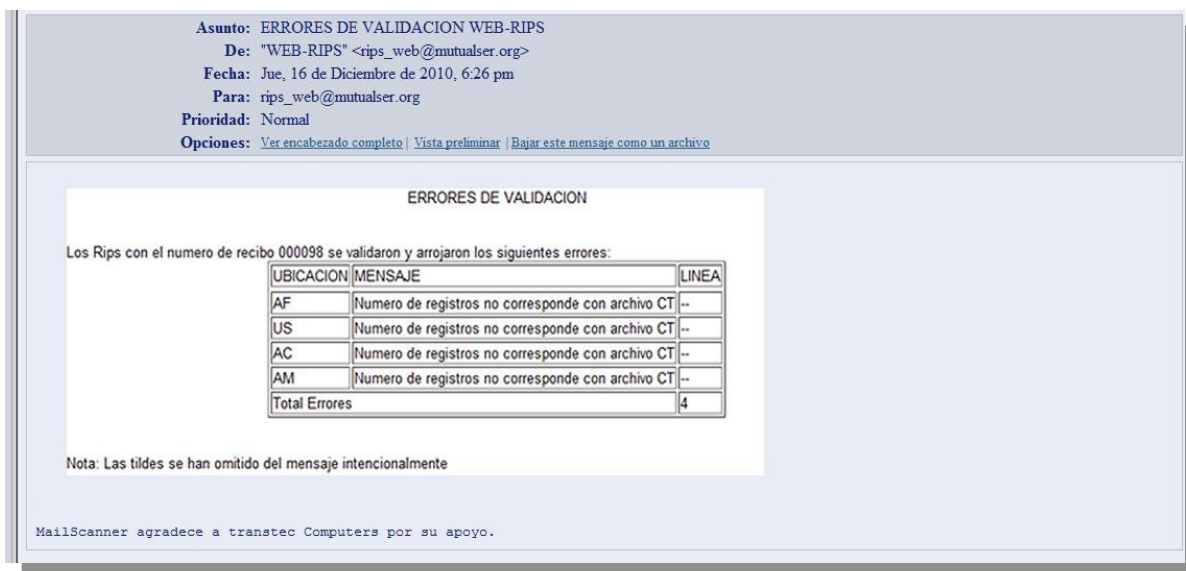 Asunto: ERRORES DE VALIDACION WEB-RIPS
De: "WEB-RIPS" <rips_web@mutualser.org>
Fecha: Jue, 16 de Diciembre de 2010, 6:26 pm
Para: rips_web@mutualser.org
Prioridad: Normal
Opciones: Ver encabezado completo | Vista preliminar | Bajar este mensaje como un archivo
ERRORES DE VALIDACION
Los Rips con el numero de recibo 000098 se validaron y arrojaron los siguientes errores:
UBICACION MENSAJE LINEA
AF Numero de registros no corresponde con archivo CT --
US Numero de registros no corresponde con archivo CT --
AC Numero de registros no corresponde con archivo CT --
AM Numero de registros no corresponde con archivo CT --
Total Errores 4
Nota: Las tildes se han omitido del mensaje intencionalmente
MailScanner agradece a transtec Computers por su apoyo.